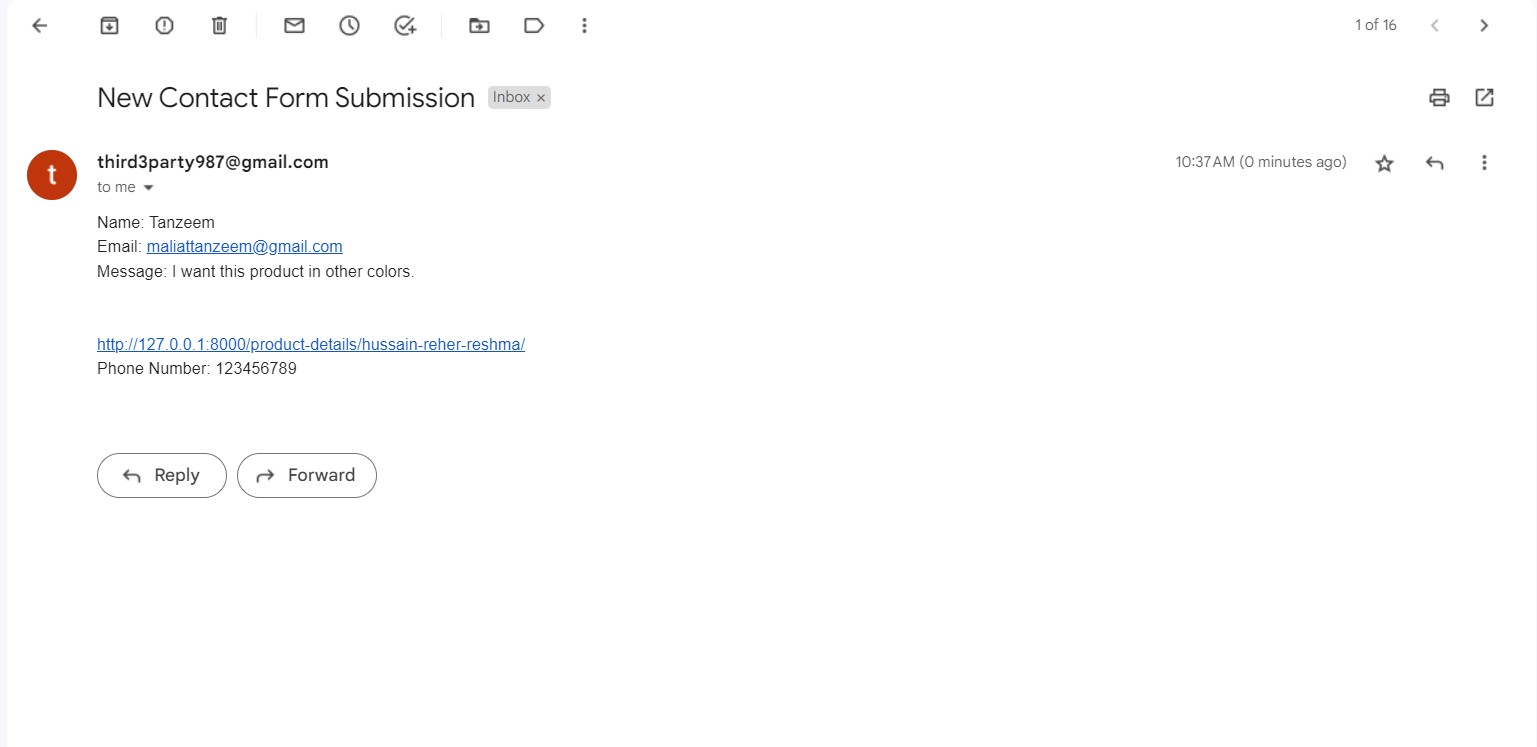 1 of 16
New Contact Form Submission Inbox ×
t
third3party987@gmail.com 10:37 AM (0 minutes ago)
to me
Name: Tanzeem
Email: maliattanzeem@gmail.com
Message: I want this product in other colors.
http://127.0.0.1:8000/product-details/hussain-reher-reshma/
Phone Number: 123456789
Reply Forward